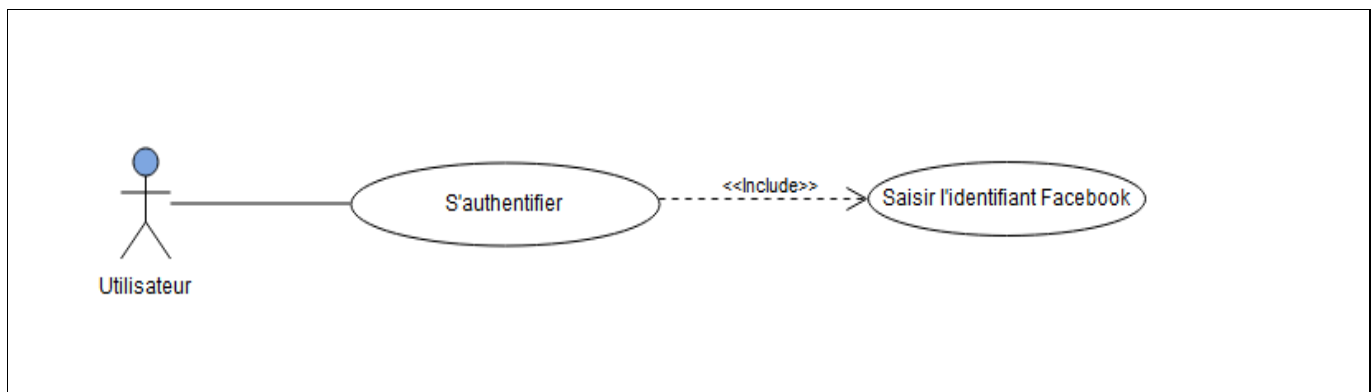 <<Include>>
S'authentifier
Saisir l'identifiant Facebook
Utilisateur